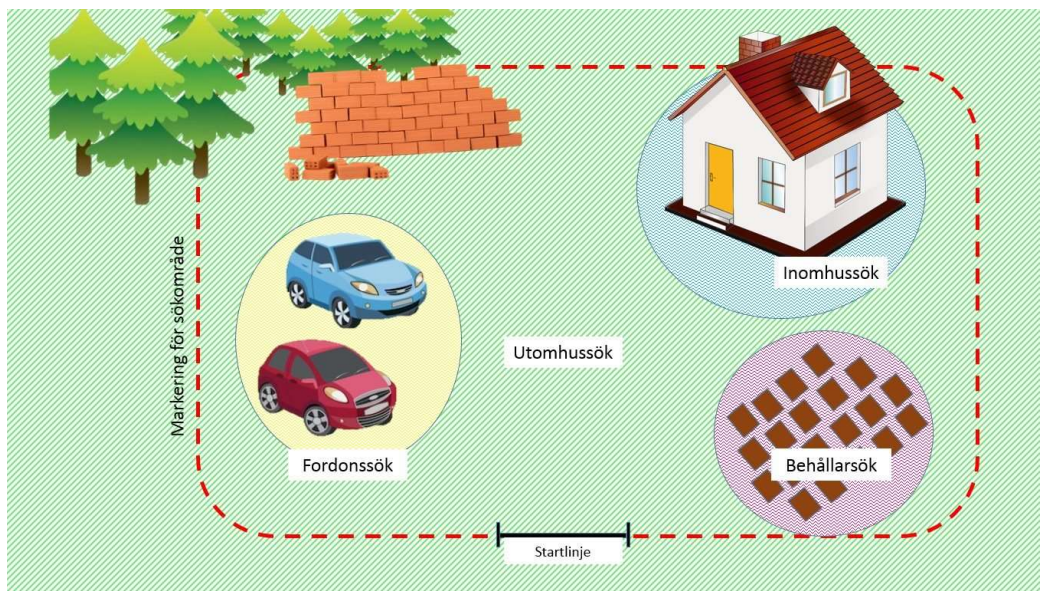 Markering för sökområde
Inomhussök
Utomhussök
Fordonssök
Behållarsök
Startlinje